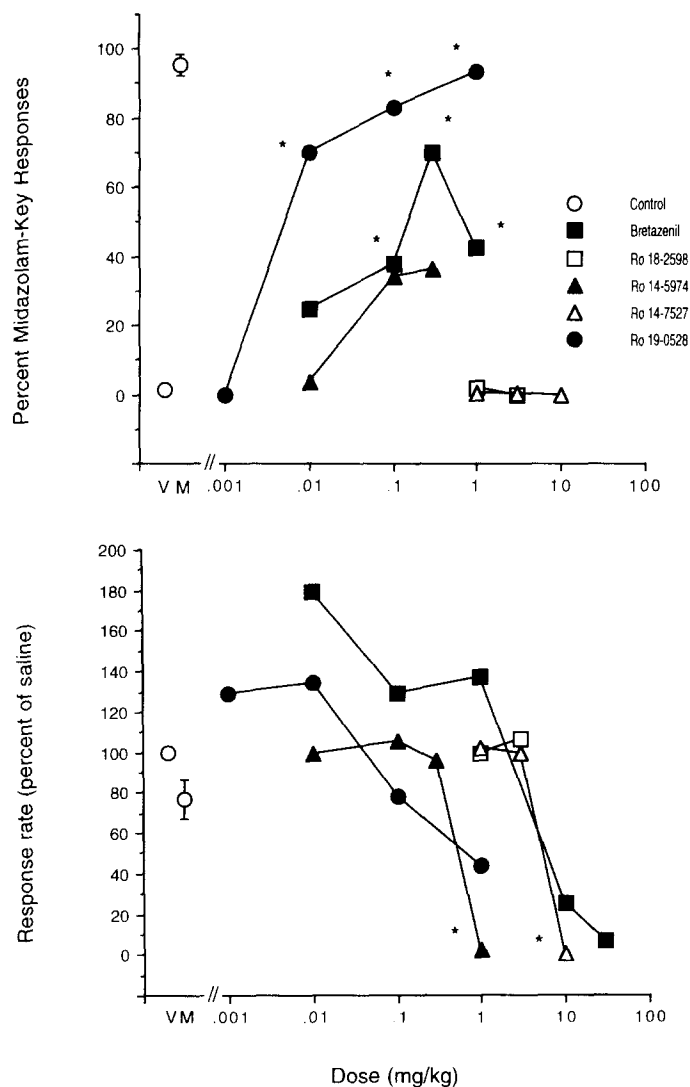 Percent Midazolam-Key Responses
100
80
60
40
20
0
*
*
*
*
*
*
Control
Bretazenil
Ro 18-2598
Ro 14-5974
Ro 14-7527
Ro 19-0528
V M // .001 .01 .1 1 10 100
Response rate (percent of saline)
200
180
160
140
120
100
80
60
40
20
0
*
*
V M // .001 .01 .1 1 10 100
Dose (mg/kg)